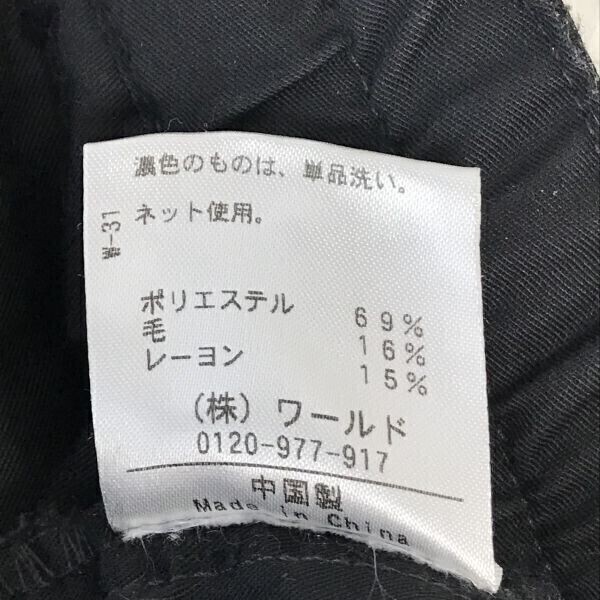 濃色のものは、単品洗い。
ネット使用。
W-31
ポリエステル 69%
毛 16%
レーヨン 15%
(株)ワールド
0120-977-917
中国製
Made in China